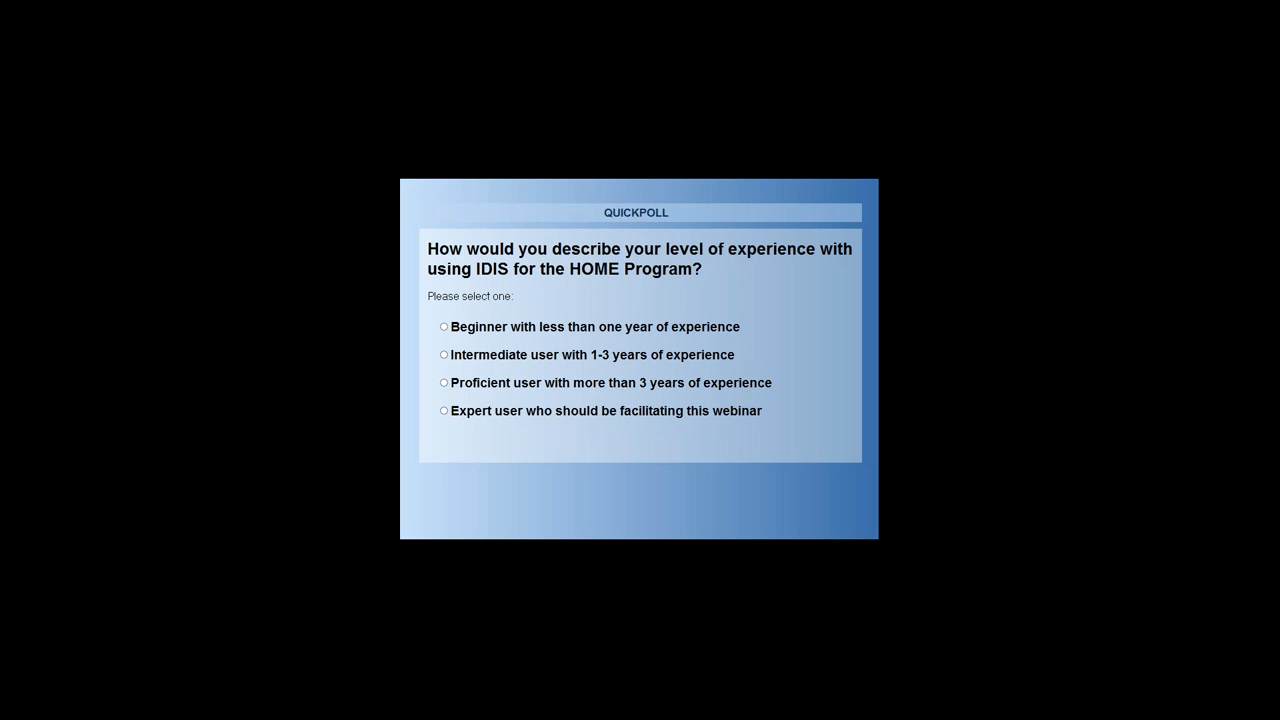 QUICKPOLL
How would you describe your level of experience with
using IDIS for the HOME Program?
Please select one:
Beginner with less than one year of experience
Intermediate user with 1-3 years of experience
Proficient user with more than 3 years of experience
Expert user who should be facilitating this webinar